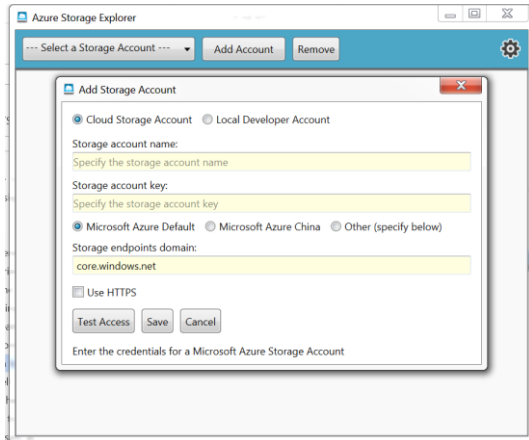 Azure Storage Explorer
--- Select a Storage Account --- Add Account Remove
Add Storage Account
Cloud Storage Account Local Developer Account
Storage account name:
Specify the storage account name
Storage account key:
Specify the storage account key
Microsoft Azure Default Microsoft Azure China Other (specify below)
Storage endpoints domain:
core.windows.net
Use HTTPS
Test Access Save Cancel
Enter the credentials for a Microsoft Azure Storage Account